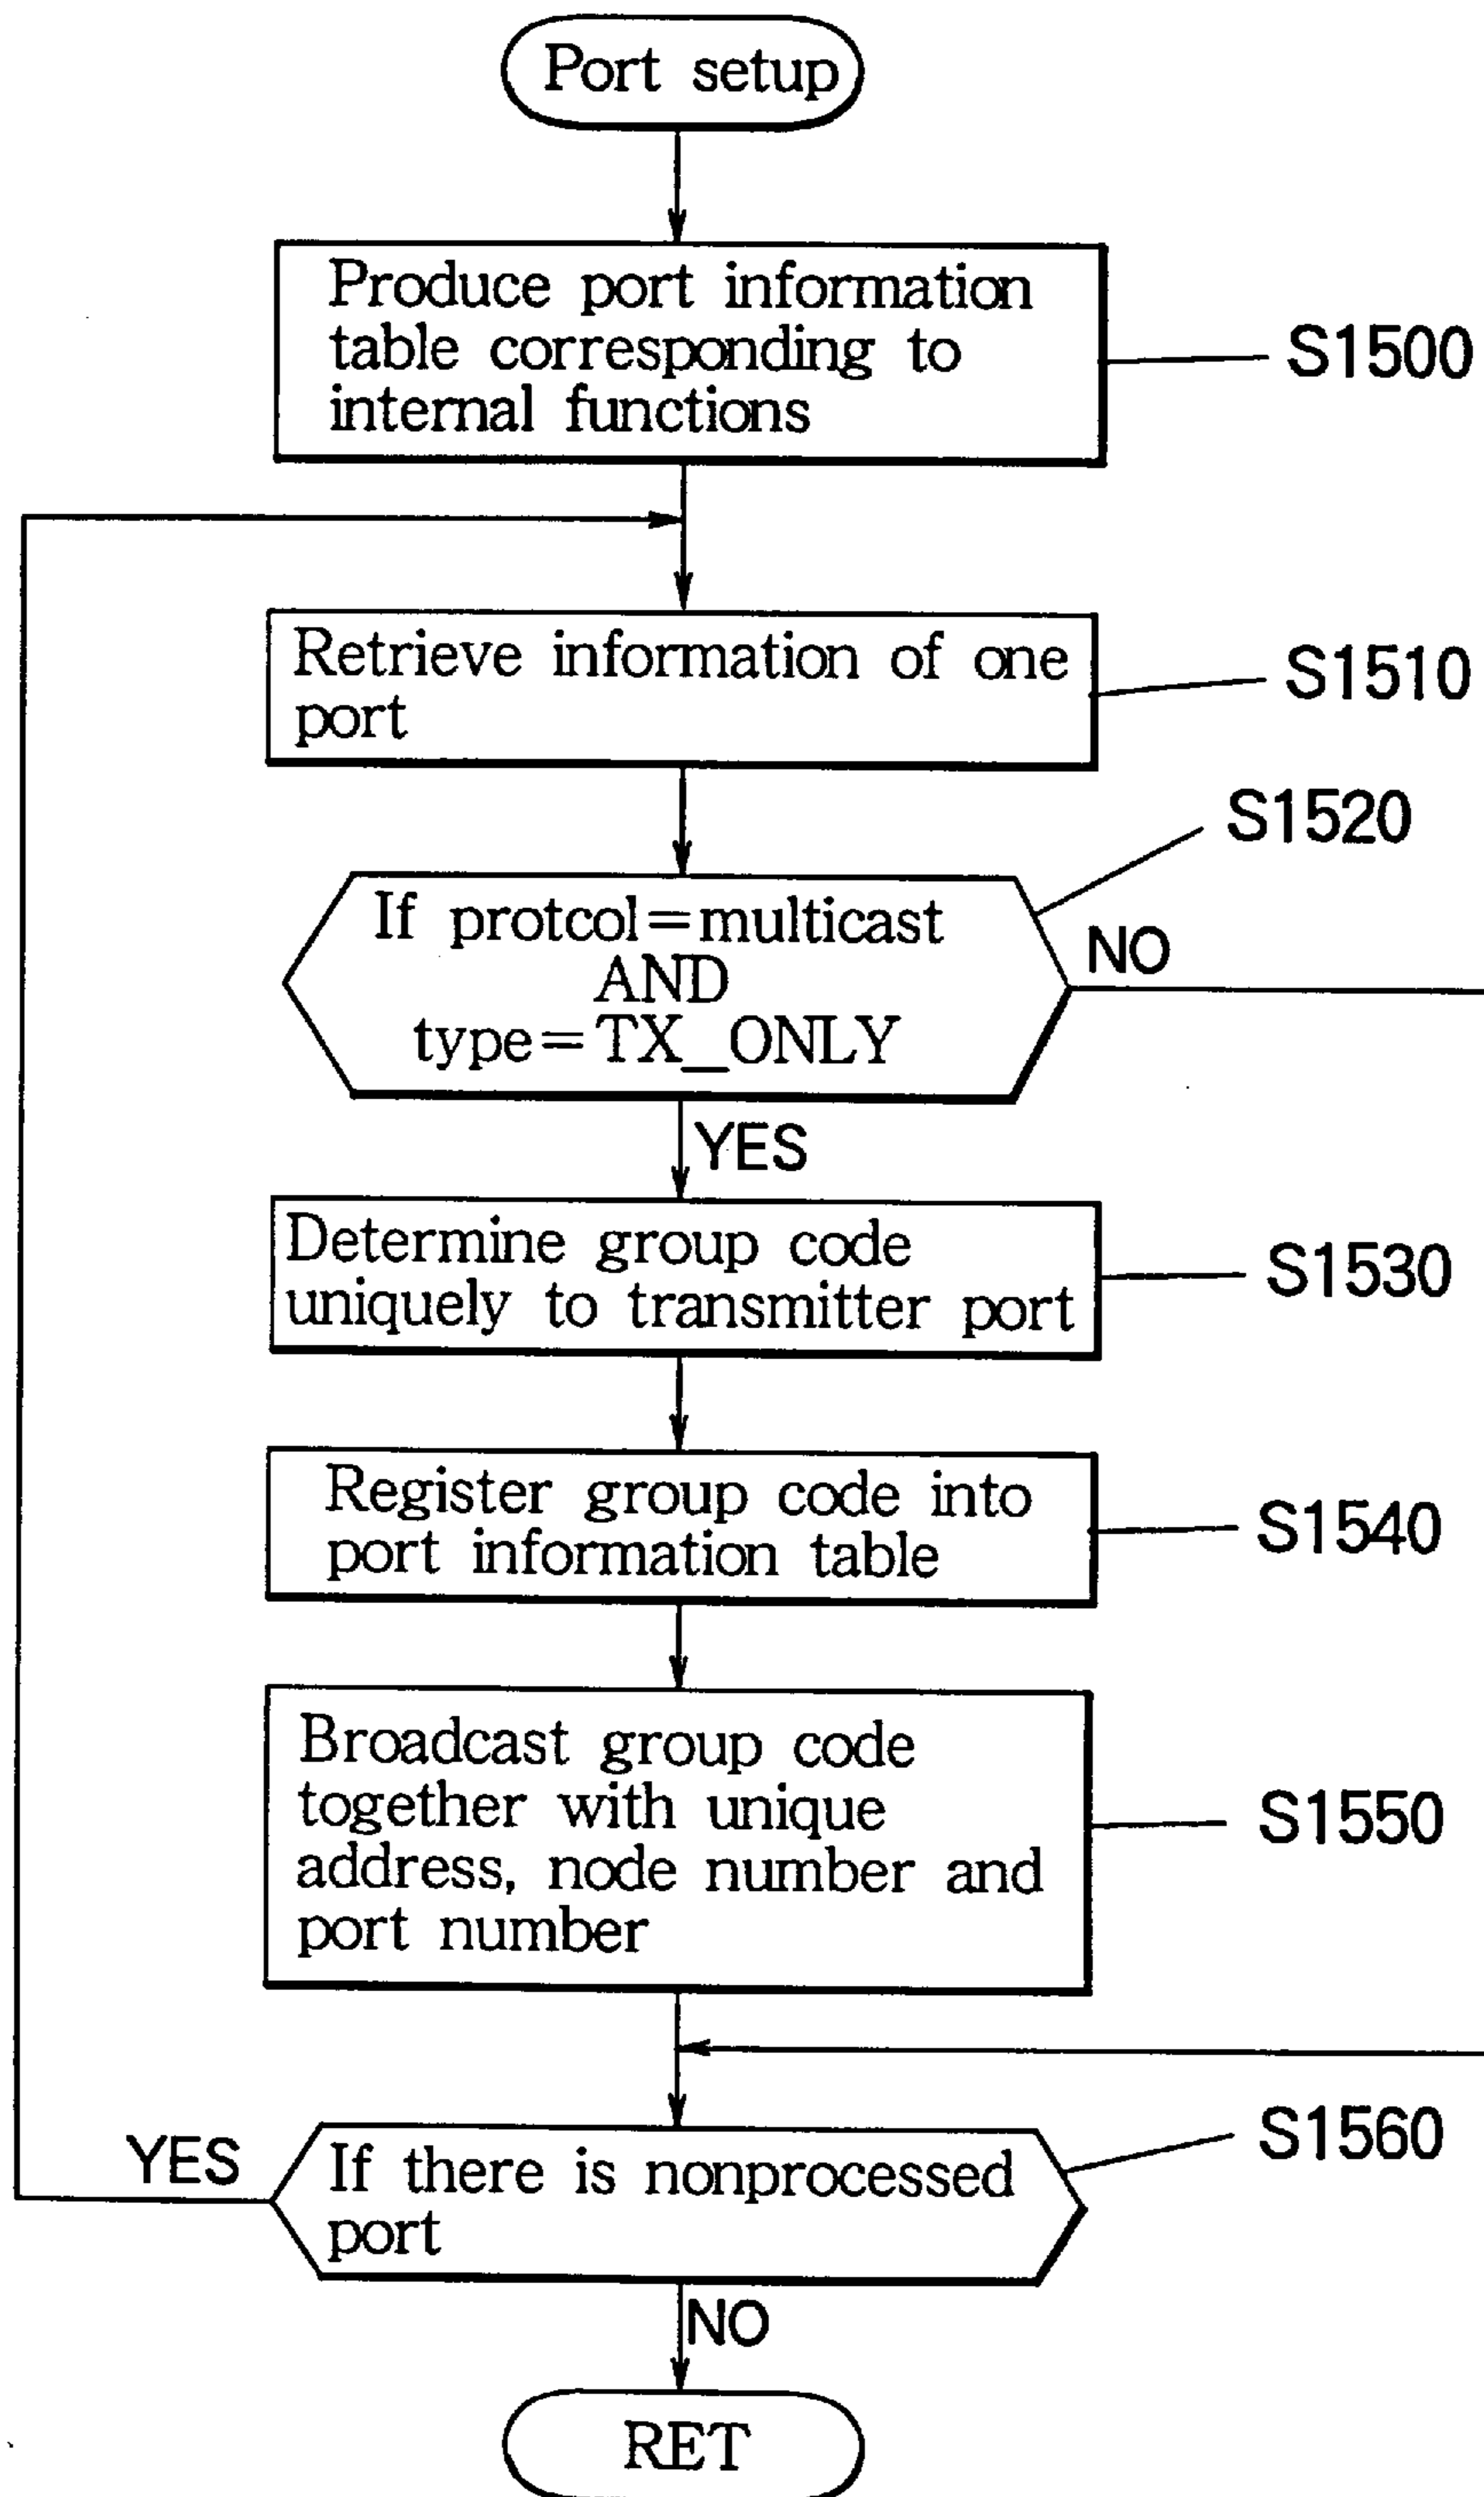 Port setup
Produce port information
table corresponding to
internal functions
S1500
Retrieve information of one
port
S1510
S1520
If protcol=multicast
AND
type=TX_ONLY
NO
YES
Determine group code
uniquely to transmitter port
S1530
Register group code into
port information table
S1540
Broadcast group code
together with unique
address, node number and
port number
S1550
S1560
YES
If there is nonprocessed
port
NO
RET